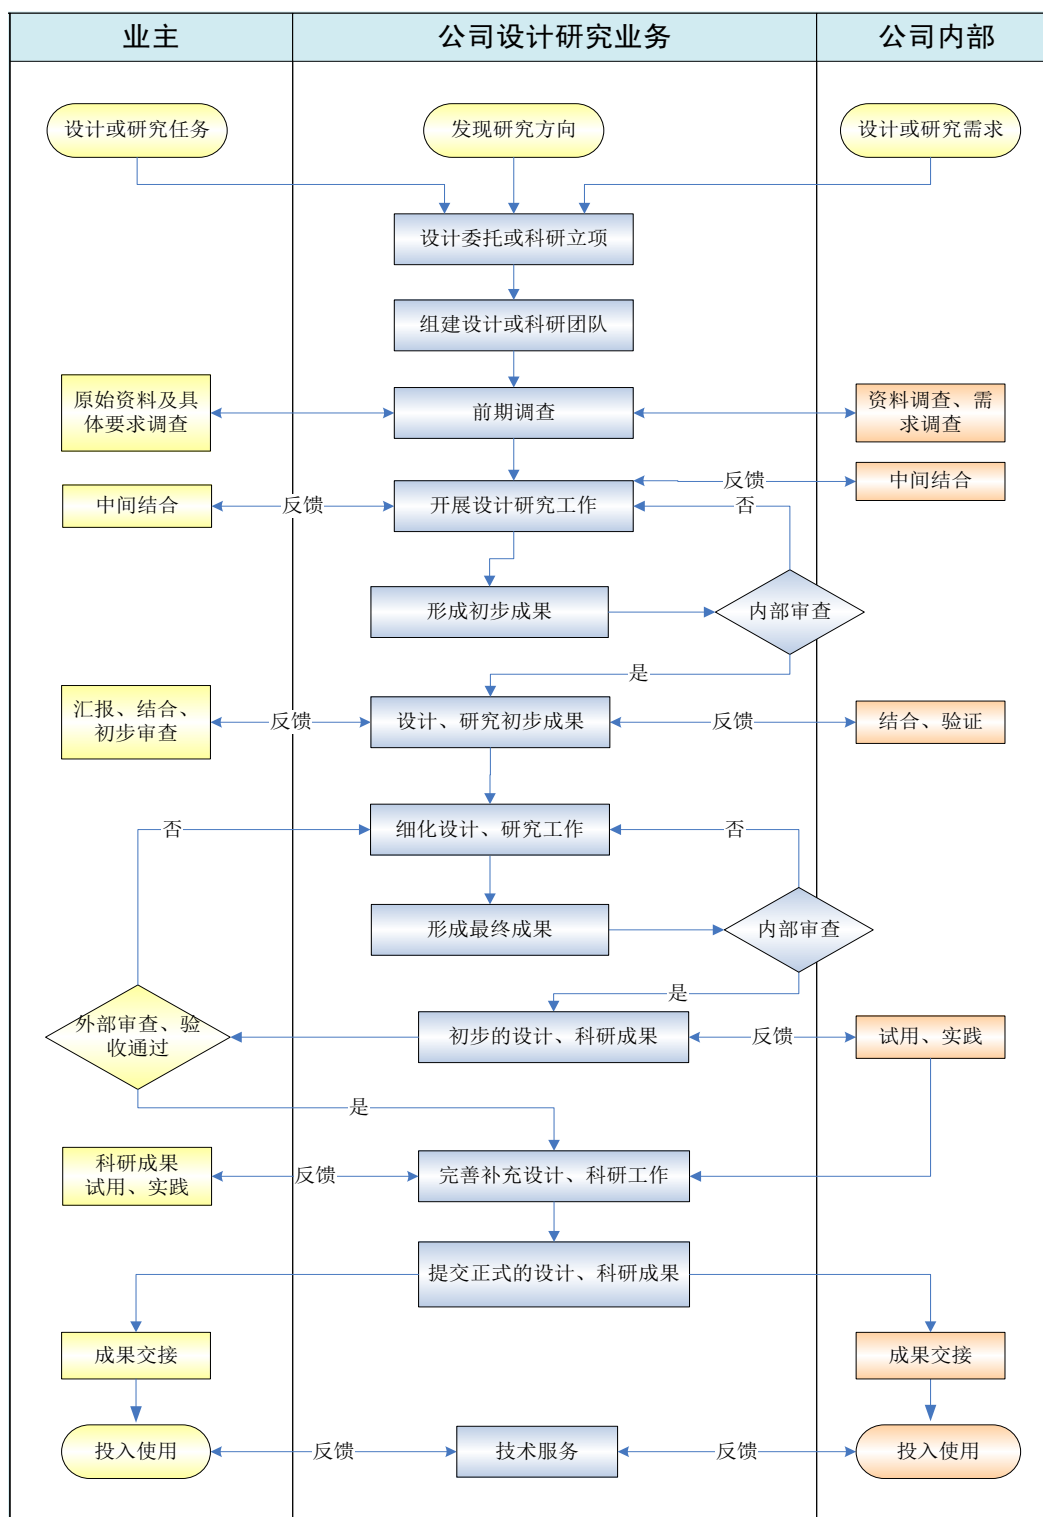 业主
公司设计研究业务
公司内部
设计或研究任务
发现研究方向
设计或研究需求
设计委托或科研立项
组建设计或科研团队
原始资料及具
体要求调查
前期调查
资料调查、需
求调查
反馈
中间结合
中间结合
反馈
开展设计研究工作
否
形成初步成果
内部审查
是
汇报、结合、
初步审查
反馈
设计、研究初步成果
反馈
结合、验证
否
细化设计、研究工作
否
形成最终成果
内部审查
是
外部审查、验
收通过
初步的设计、科研成果
反馈
试用、实践
是
科研成果
试用、实践
反馈
完善补充设计、科研工作
提交正式的设计、科研成果
成果交接
成果交接
投入使用
反馈
技术服务
反馈
投入使用